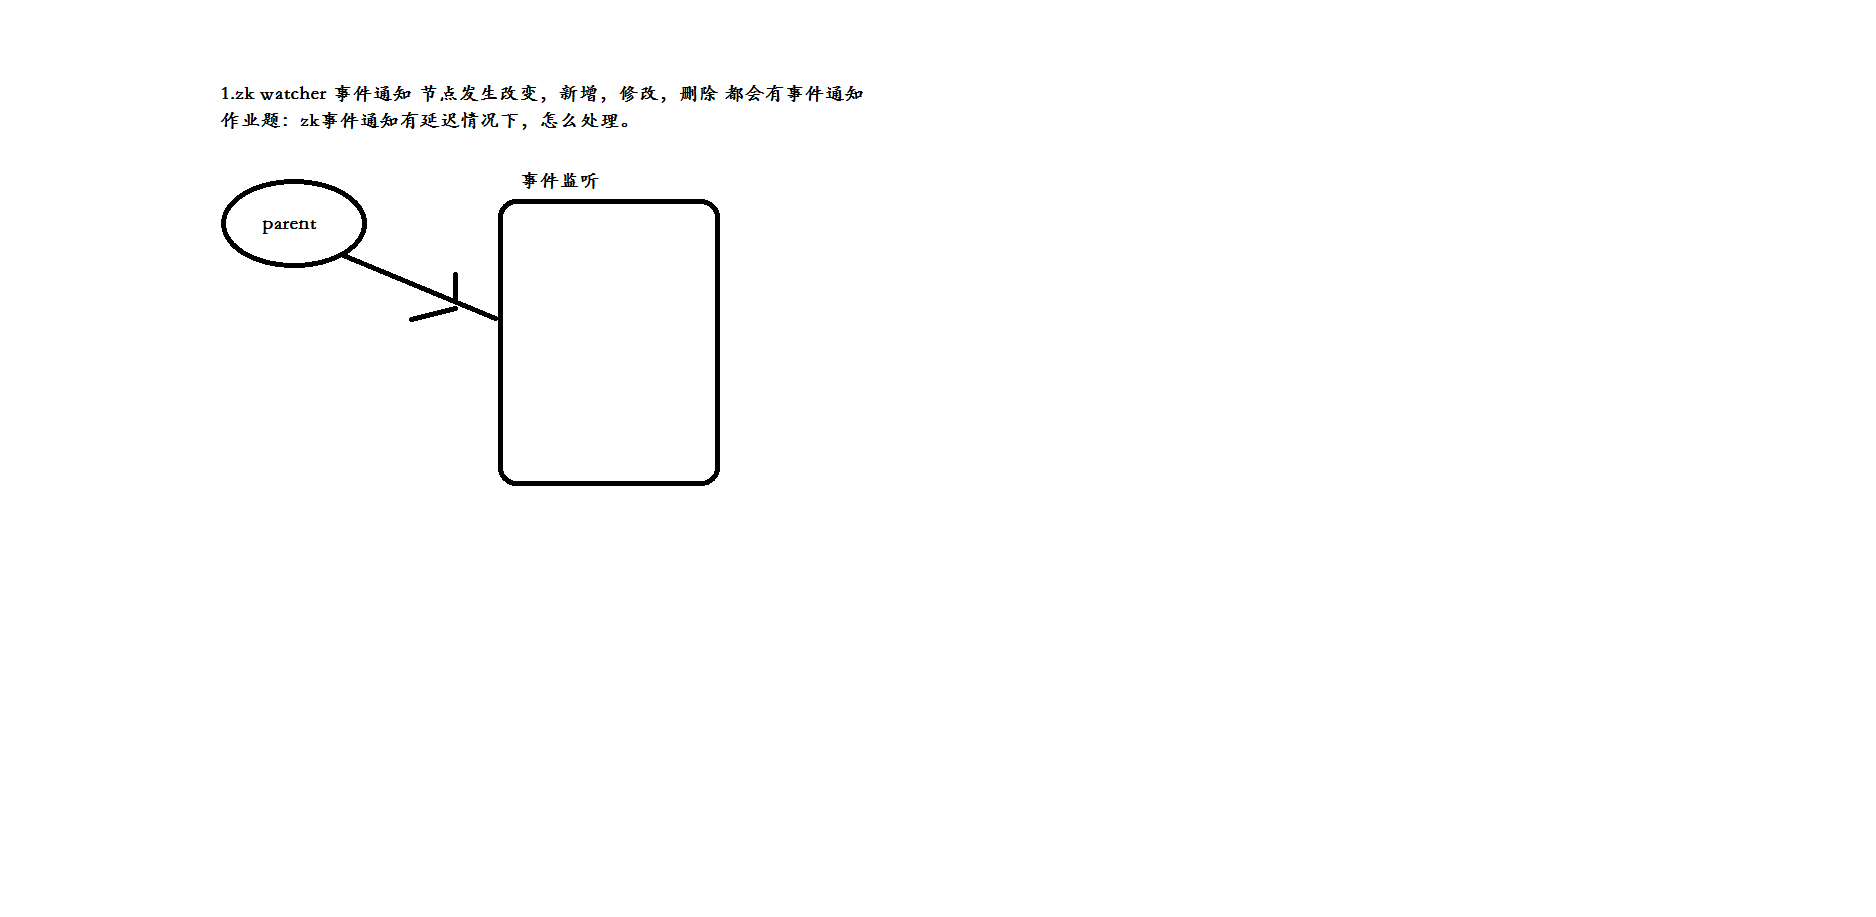 1.zk watcher 事件通知 节点发生改变，新增，修改，删除 都会有事件通知
作业题：zk事件通知有延迟情况下，怎么处理。
事件监听
parent